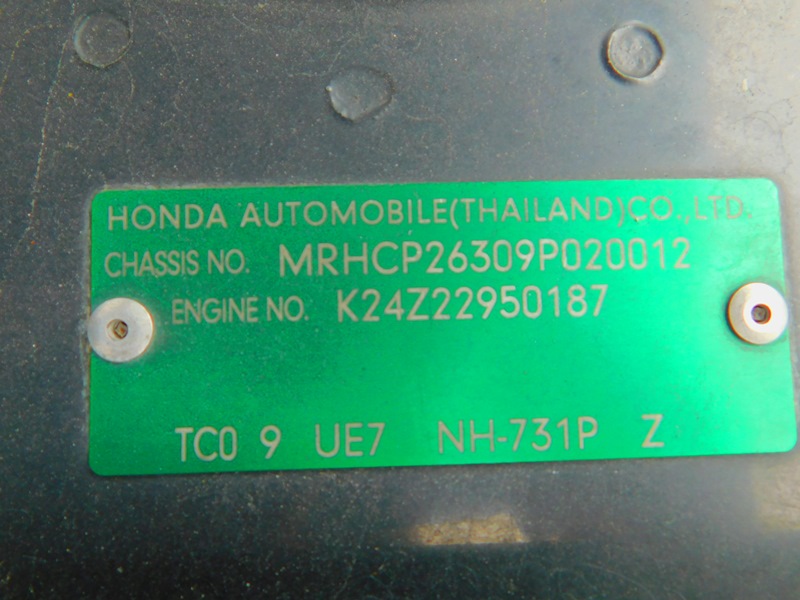 HONDA AUTOMOBILE(THAILAND)CO.,LTD.
CHASSIS NO. MRHCP26309P020012
ENGINE NO. K24Z22950187
TC0 9 UE7 NH-731P Z